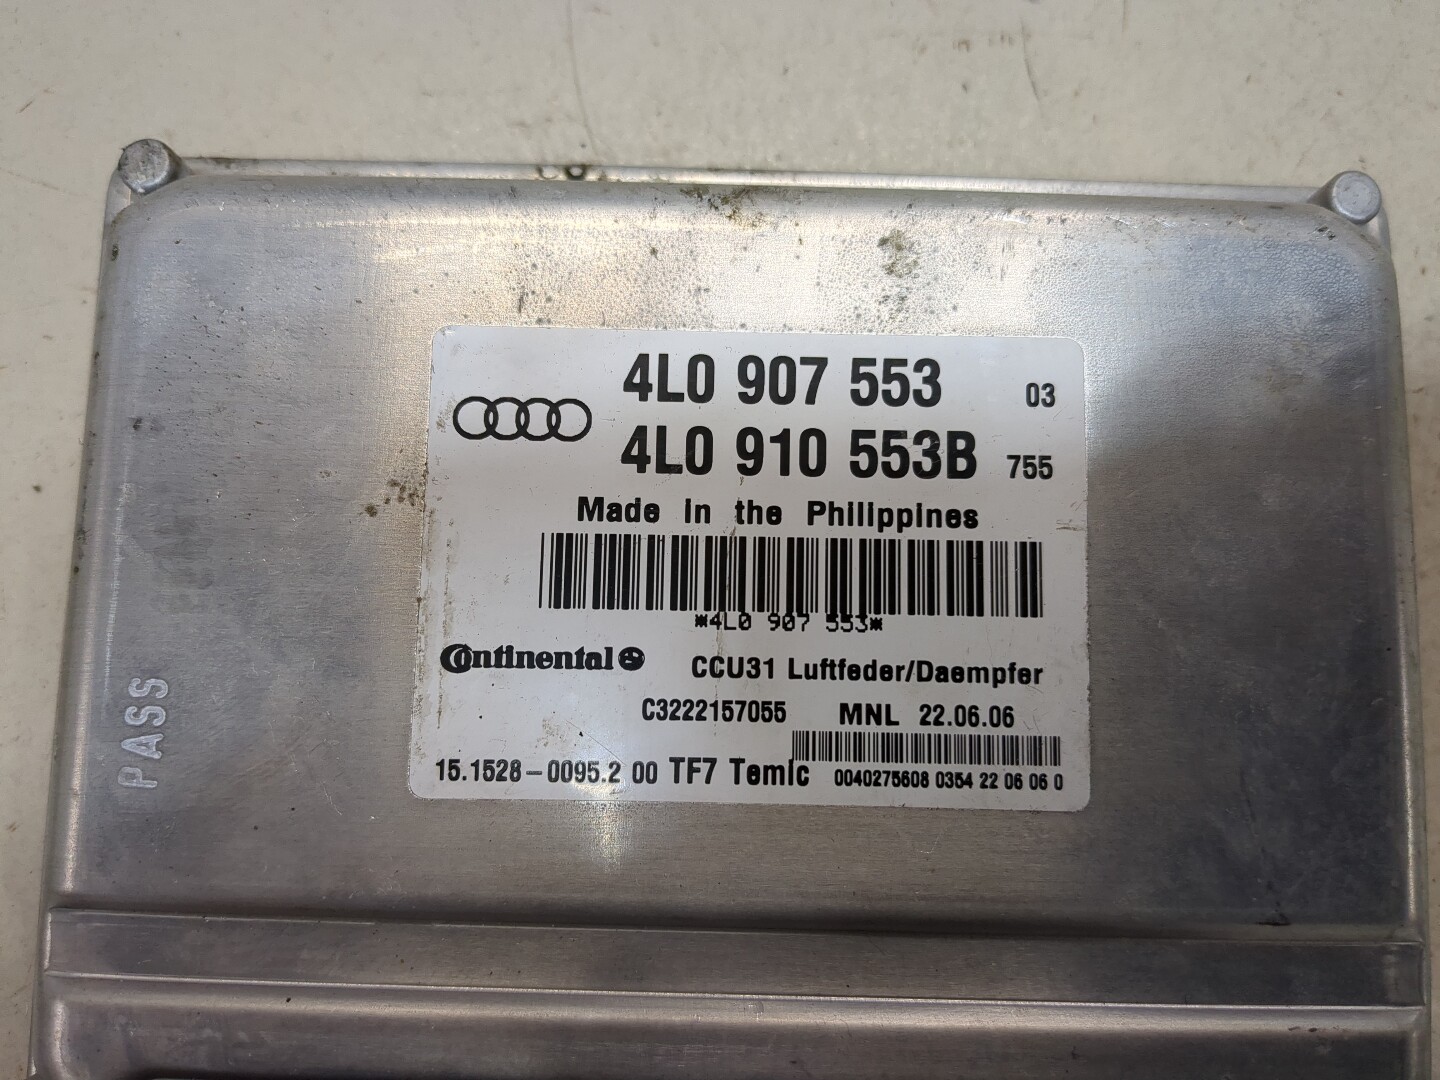 4L0 907 553 03
4L0 910 553B 755
Made in the Philippines
*4L0 907 553*
Continental CCU31 Luftfeder/Daempfer
C3222157055 MNL 22.06.06
15.1528-0095.2 00 TF7 Temic 0040275608 0354 22 06 06 0
PASS